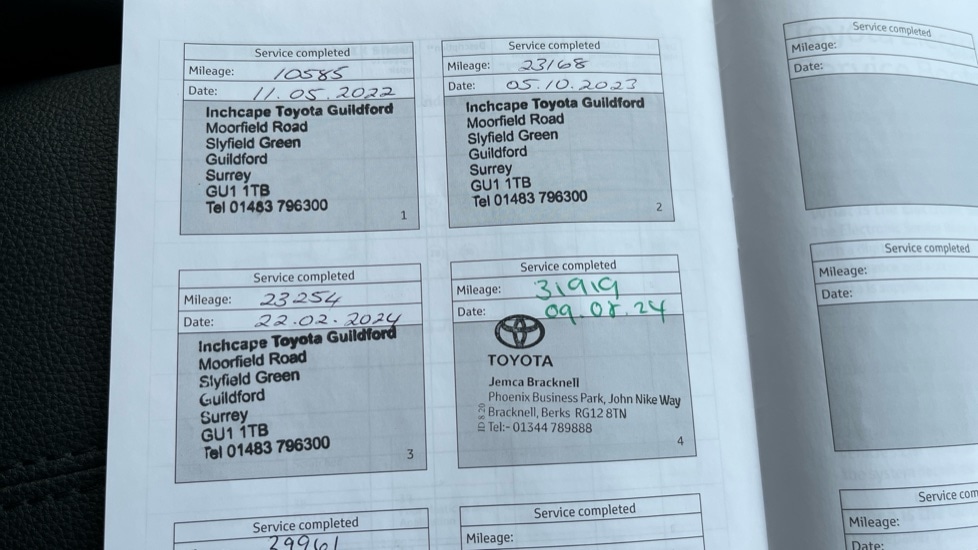 Service completed
Mileage: 10585
Date: 11.05.2022
Inchcape Toyota Guildford
Moorfield Road
Slyfield Green
Guildford
Surrey
GU1 1TB
Tel 01483 796300
1
Service completed
Mileage: 23168
Date: 05.10.2023
Inchcape Toyota Guildford
Moorfield Road
Slyfield Green
Guildford
Surrey
GU1 1TB
Tel 01483 796300
2
Service completed
Mileage: 23254
Date: 22.02.2024
Inchcape Toyota Guildford
Moorfield Road
Slyfield Green
Guildford
Surrey
GU1 1TB
Tel 01483 796300
3
Service completed
Mileage: 31919
Date: 09.08.24
TOYOTA
Jemca Bracknell
Phoenix Business Park, John Nike Way
Bracknell, Berks RG12 8TN
Tel:- 01344 789888
4
Service completed
39961
Service completed
Mileage:
Service completed
Mileage:
Date:
Service completed
Mileage:
Date:
Service com
Mileage:
Date: